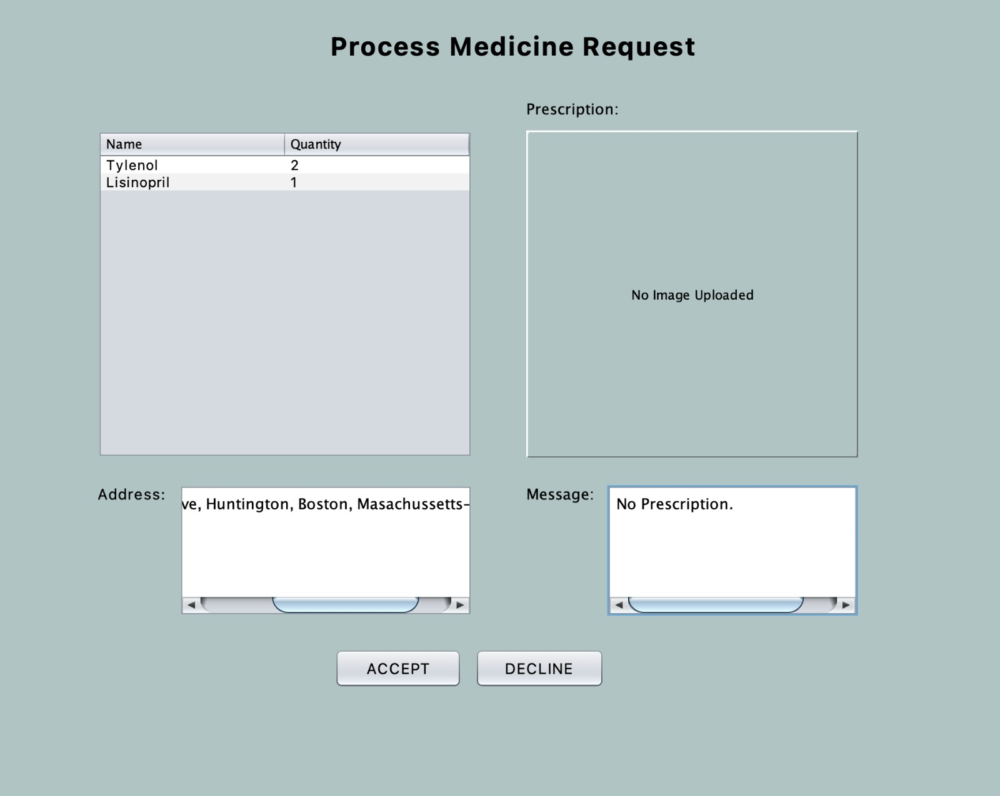 Process Medicine Request
Prescription:
Name Quantity
Tylenol 2
Lisinopril 1
No Image Uploaded
Address: ve, Huntington, Boston, Masachussetts-
Message: No Prescription.
ACCEPT DECLINE